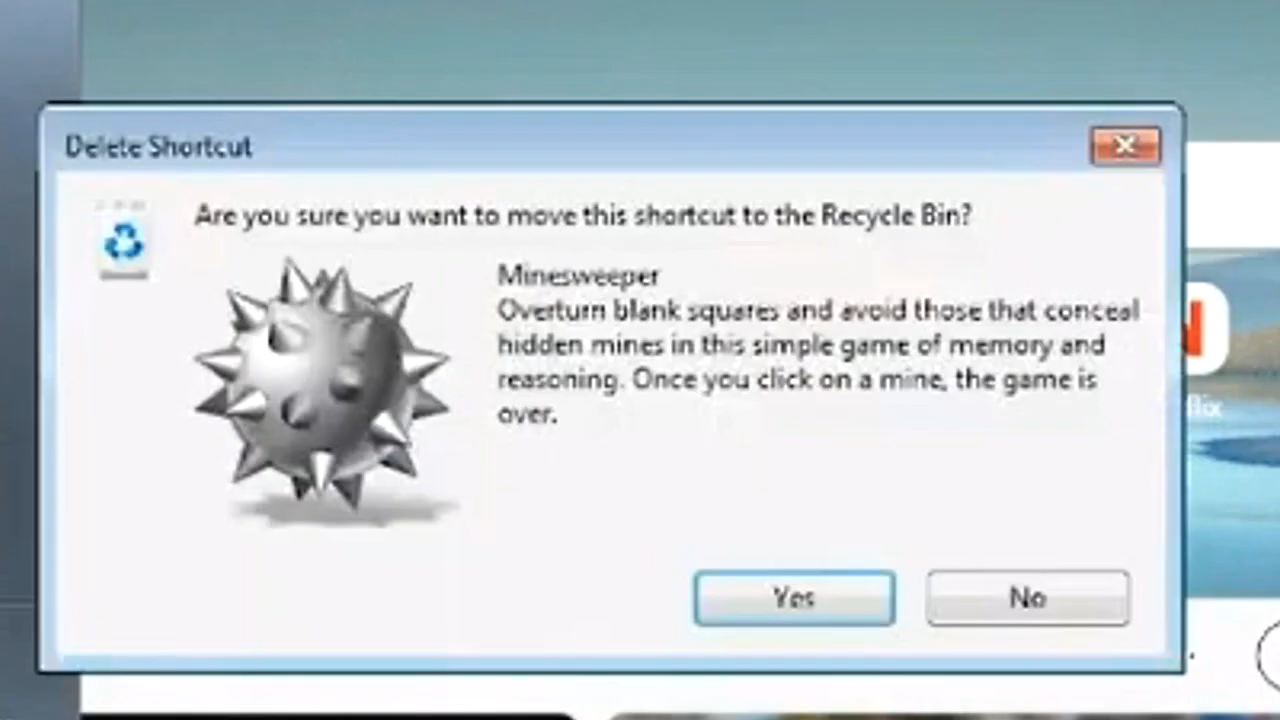 Delete Shortcut
Are you sure you want to move this shortcut to the Recycle Bin?
Minesweeper
Overturn blank squares and avoid those that conceal
hidden mines in this simple game of memory and
reasoning. Once you click on a mine, the game is
over.
flix
Yes
No